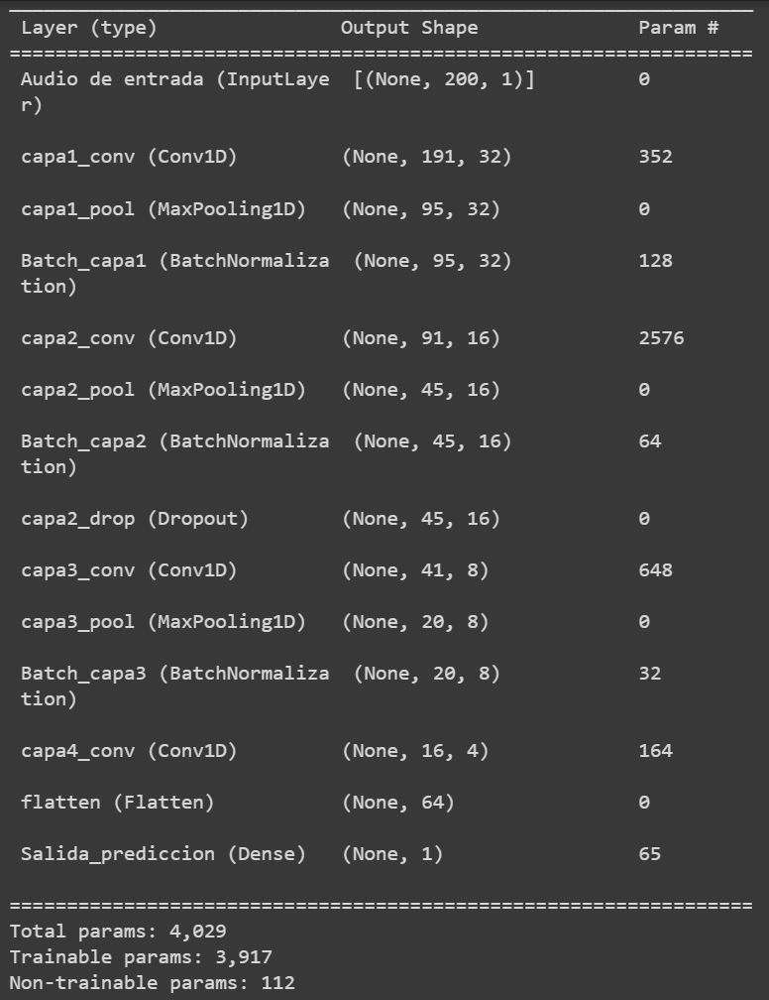 Layer (type) Output Shape Param #
=================================================================
Audio de entrada (InputLaye [(None, 200, 1)] 0
r)
capa1_conv (Conv1D) (None, 191, 32) 352
capa1_pool (MaxPooling1D) (None, 95, 32) 0
Batch_capa1 (BatchNormaliza (None, 95, 32) 128
tion)
capa2_conv (Conv1D) (None, 91, 16) 2576
capa2_pool (MaxPooling1D) (None, 45, 16) 0
Batch_capa2 (BatchNormaliza (None, 45, 16) 64
tion)
capa2_drop (Dropout) (None, 45, 16) 0
capa3_conv (Conv1D) (None, 41, 8) 648
capa3_pool (MaxPooling1D) (None, 20, 8) 0
Batch_capa3 (BatchNormaliza (None, 20, 8) 32
tion)
capa4_conv (Conv1D) (None, 16, 4) 164
flatten (Flatten) (None, 64) 0
Salida_prediccion (Dense) (None, 1) 65
=================================================================
Total params: 4,029
Trainable params: 3,917
Non-trainable params: 112